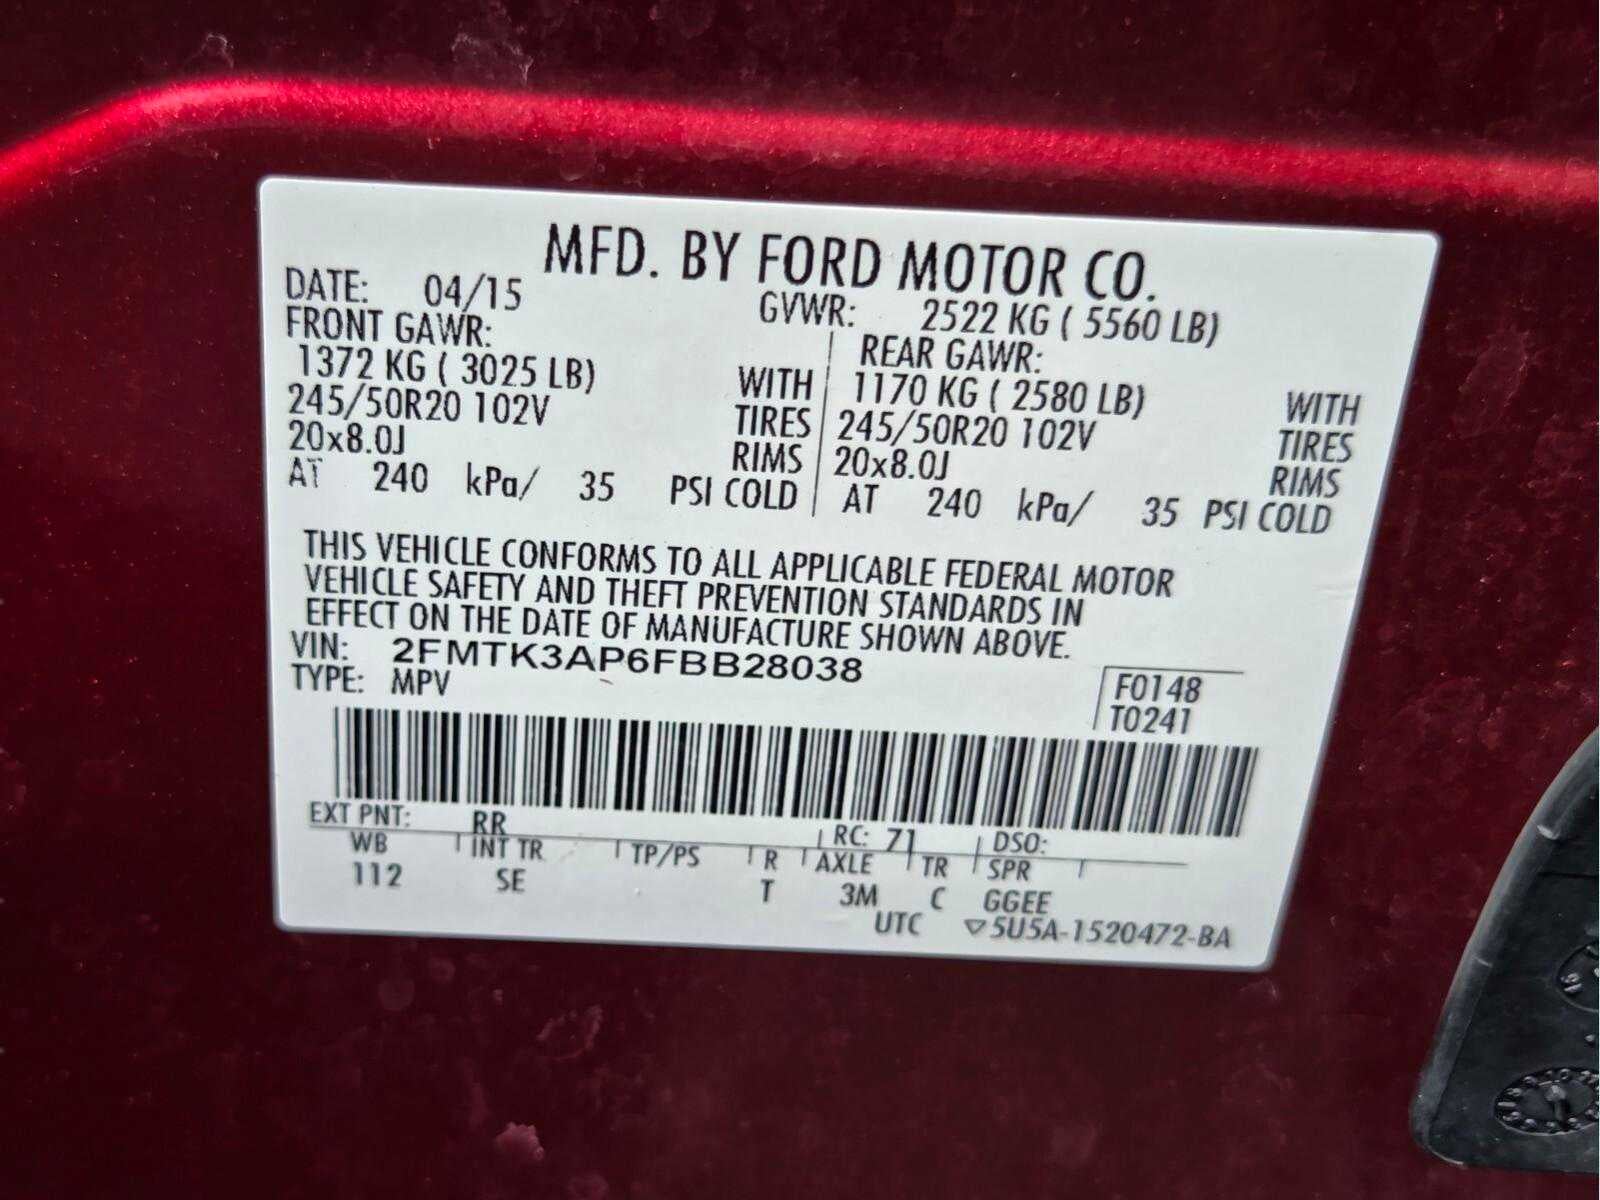 MFD. BY FORD MOTOR CO.
DATE: 04/15 GVWR: 2522 KG ( 5560 LB)
FRONT GAWR: REAR GAWR:
1372 KG ( 3025 LB) WITH 1170 KG ( 2580 LB) WITH
245/50R20 102V TIRES 245/50R20 102V TIRES
20x8.0J RIMS 20x8.0J RIMS
AT 240 kPa/ 35 PSI COLD AT 240 kPa/ 35 PSI COLD
THIS VEHICLE CONFORMS TO ALL APPLICABLE FEDERAL MOTOR
VEHICLE SAFETY AND THEFT PREVENTION STANDARDS IN
EFFECT ON THE DATE OF MANUFACTURE SHOWN ABOVE.
VIN: 2FMTK3AP6FBB28038
TYPE: MPV
F0148
T0241
EXT PNT: RR RC: 71 DSO:
WB INT TR TP/PS R AXLE TR SPR
112 SE T 3M C GGEE
UTC ▽5U5A-1520472-BA